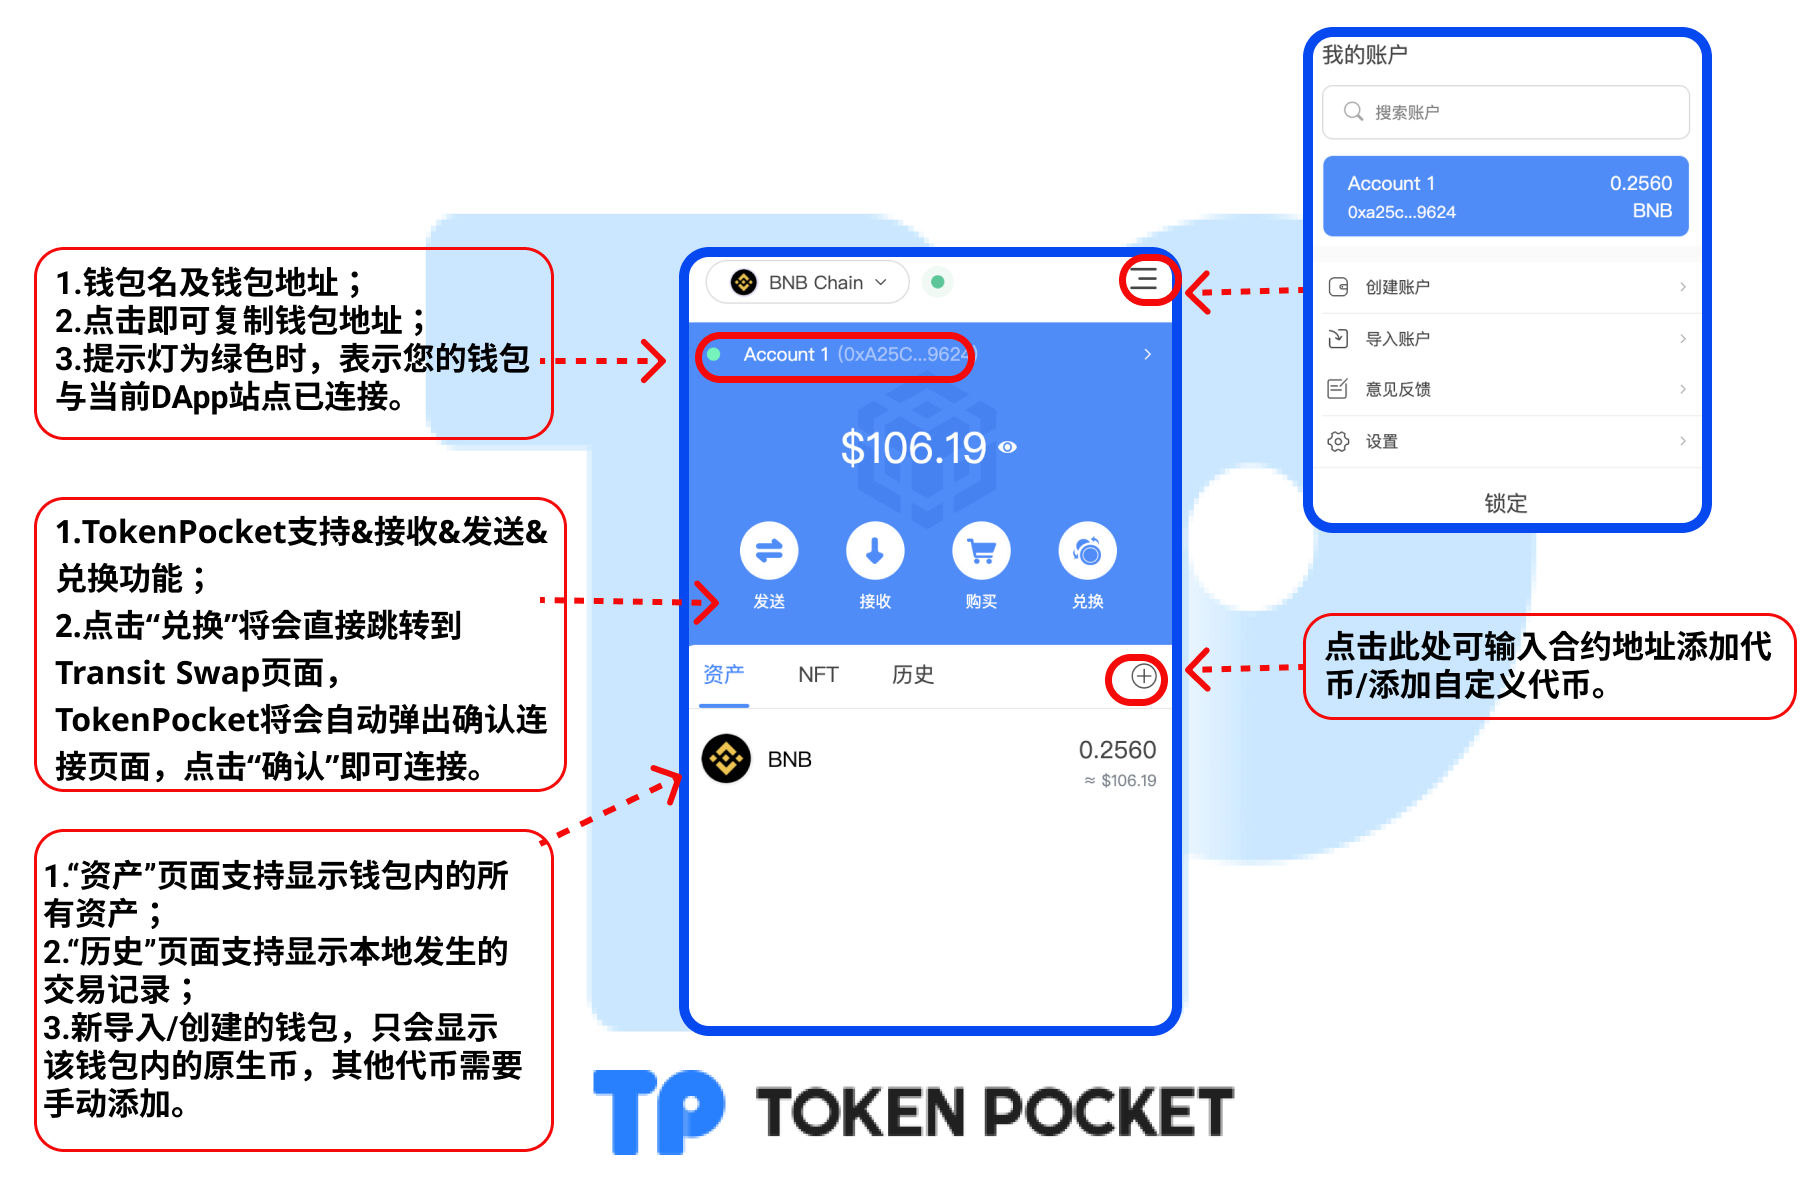 我的账户
搜索账户
Account 1 0.2560
0xa25c...9624 BNB
创建账户
导入账户
意见反馈
设置
锁定
1.钱包名及钱包地址；
2.点击即可复制钱包地址；
3.提示灯为绿色时，表示您的钱包
与当前DApp站点已连接。
BNB Chain
Account 1 (0xA25C...9624)
$106.19
发送 接收 购买 兑换
1.TokenPocket支持&接收&发送&
兑换功能；
2.点击“兑换”将会直接跳转到
Transit Swap页面，
TokenPocket将会自动弹出确认连
接页面，点击“确认”即可连接。
点击此处可输入合约地址添加代
币/添加自定义代币。
资产 NFT 历史
BNB 0.2560
≈ $106.19
1.“资产”页面支持显示钱包内的所
有资产；
2.“历史”页面支持显示本地发生的
交易记录；
3.新导入/创建的钱包，只会显示
该钱包内的原生币，其他代币需要
手动添加。
TP TOKEN POCKET